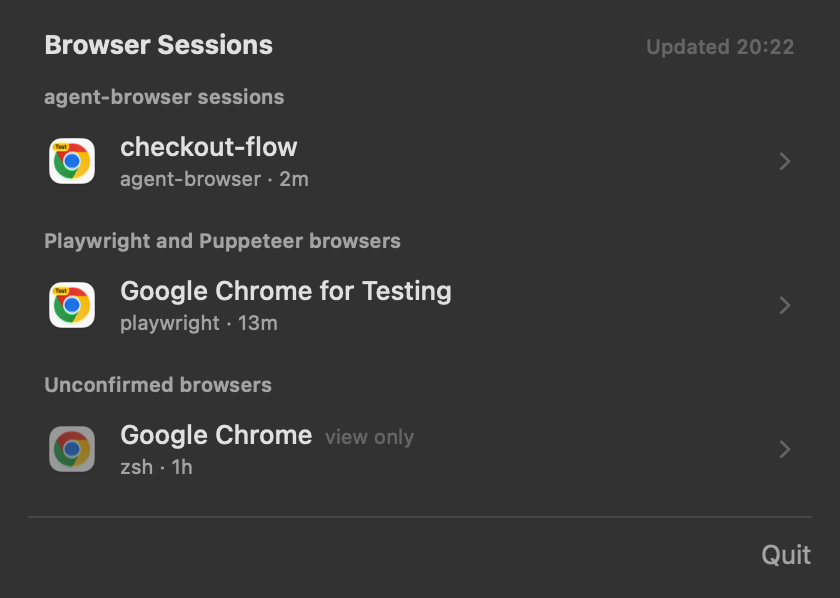 Browser Sessions
Updated 20:22
agent-browser sessions
Test
checkout-flow
agent-browser · 2m
Playwright and Puppeteer browsers
Test
Google Chrome for Testing
playwright · 13m
Unconfirmed browsers
Google Chrome view only
zsh · 1h
Quit